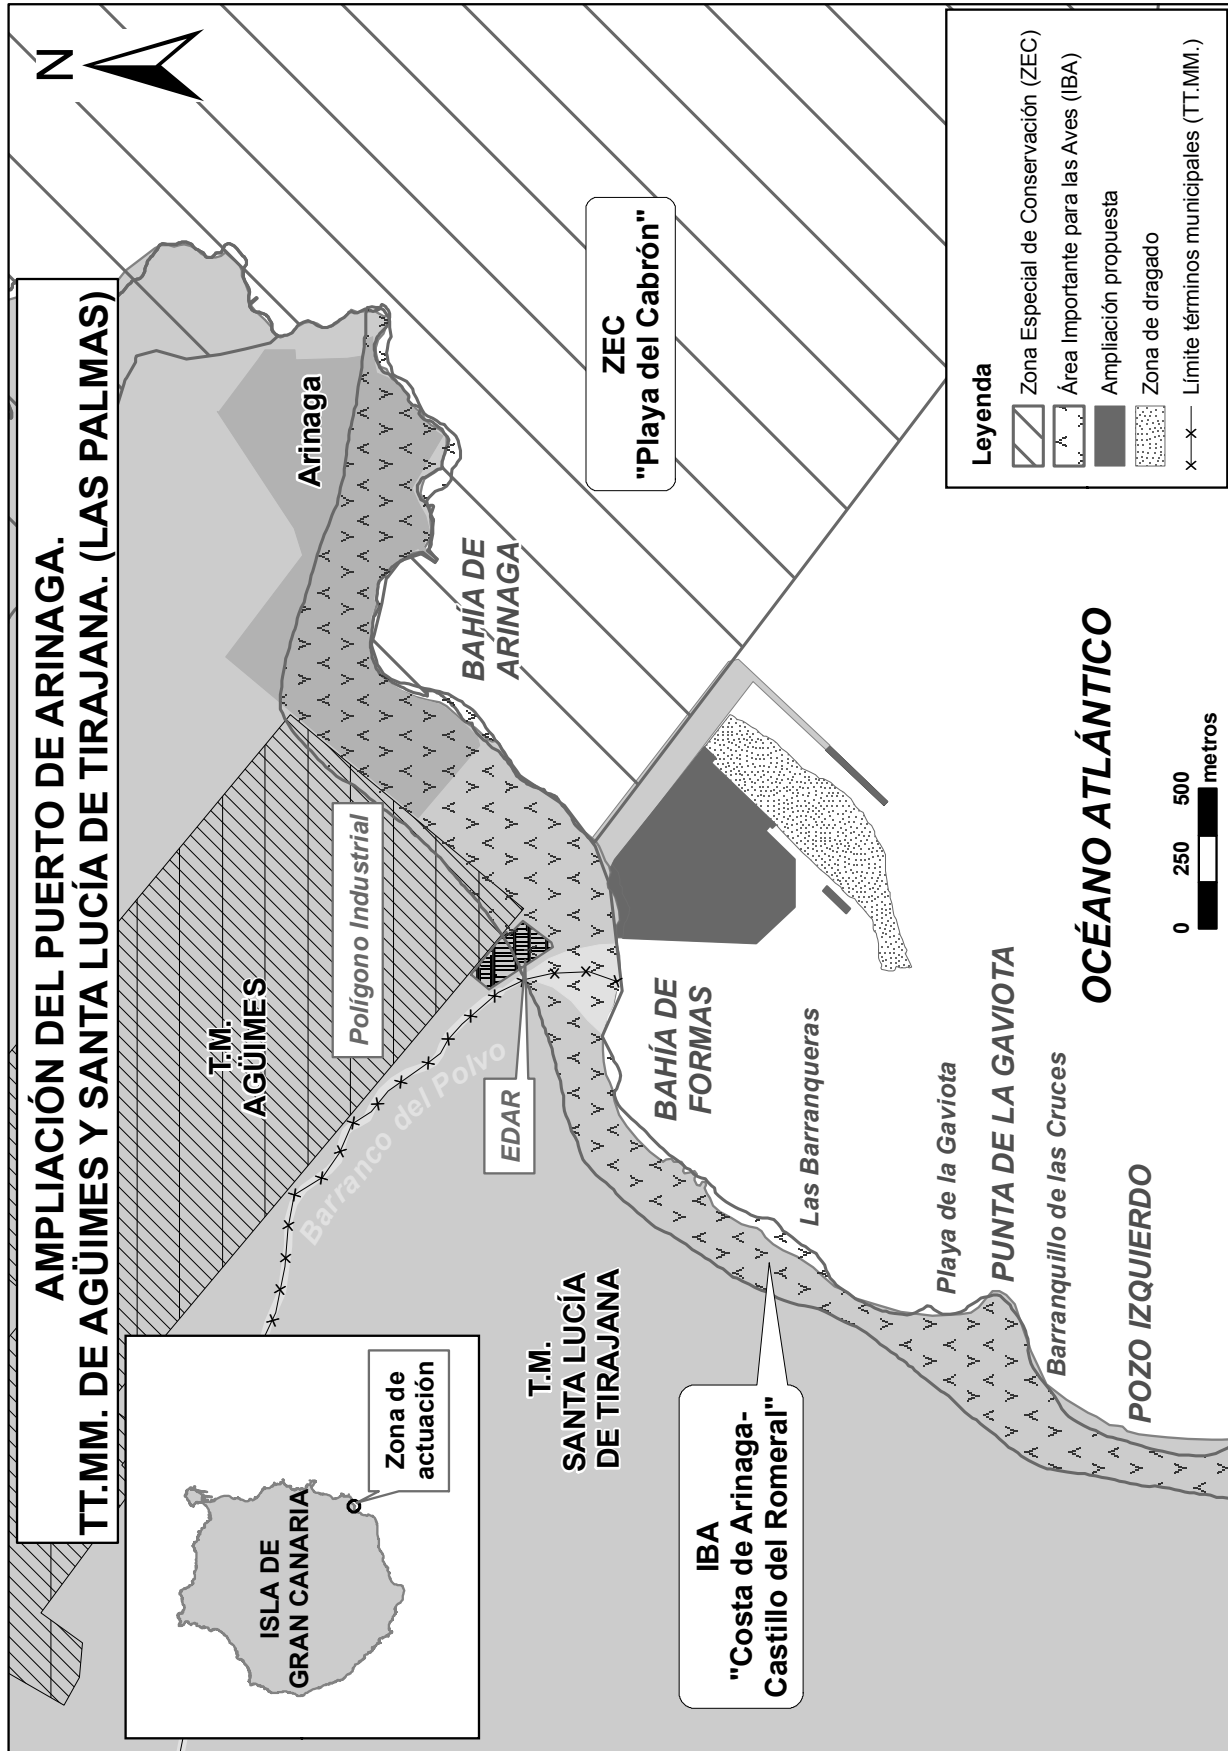 AMPLIACIÓN DEL PUERTO DE ARINAGA.
TT.MM. DE AGÜIMES Y SANTA LUCÍA DE TIRAJANA. (LAS PALMAS)
N
ISLA DE
GRAN CANARIA
Zona de
actuación
T.M.
AGÜIMES
Polígono Industrial
Arinaga
Barranco del Polvo
EDAR
BAHÍA DE
ARINAGA
T.M.
SANTA LUCÍA
DE TIRAJANA
ZEC
"Playa del Cabrón"
IBA
"Costa de Arinaga-
Castillo del Romeral"
BAHÍA DE
FORMAS
Las Barranqueras
Playa de la Gaviota
PUNTA DE LA GAVIOTA
Barranquillo de las Cruces
POZO IZQUIERDO
OCÉANO ATLÁNTICO
0 250 500
metros
Leyenda
Zona Especial de Conservación (ZEC)
Área Importante para las Aves (IBA)
Ampliación propuesta
Zona de dragado
Límite términos municipales (TT.MM.)